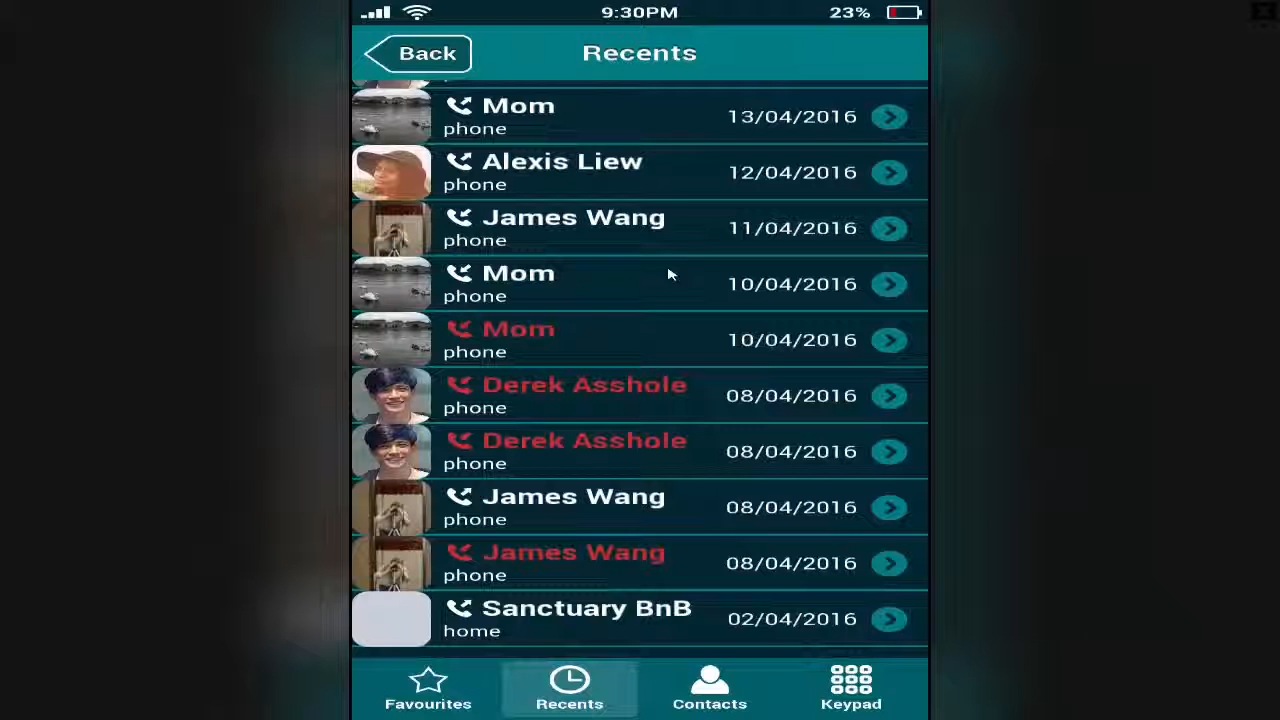 9:30PM 23%
Back Recents
Mom
phone 13/04/2016
Alexis Liew
phone 12/04/2016
James Wang
phone 11/04/2016
Mom
phone 10/04/2016
Mom
phone 10/04/2016
Derek Asshole
phone 08/04/2016
Derek Asshole
phone 08/04/2016
James Wang
phone 08/04/2016
James Wang
phone 08/04/2016
Sanctuary BnB
home 02/04/2016
Favourites Recents Contacts Keypad